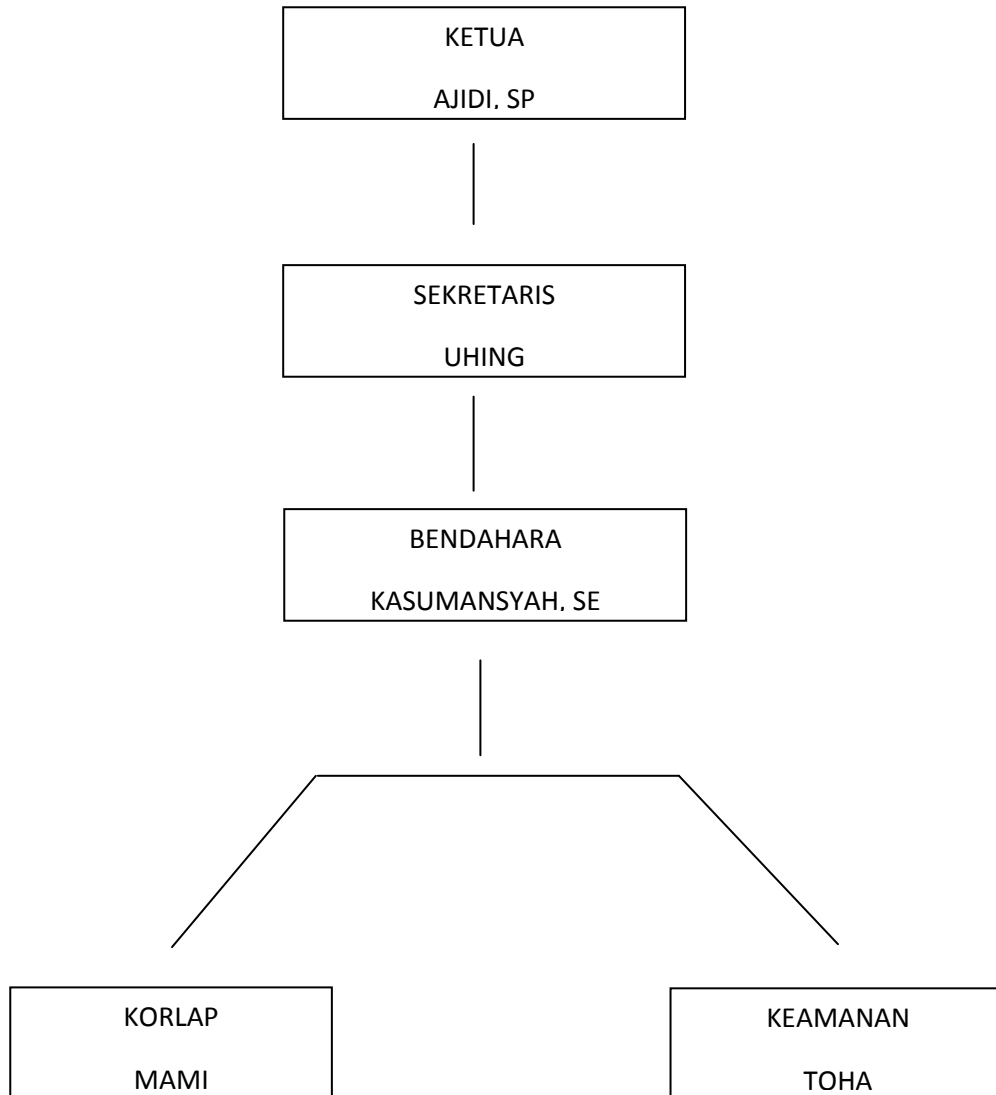 KETUA
AJIDI, SP
SEKRETARIS
UHING
BENDAHARA
KASUMANSYAH, SE
KORLAP
MAMI
KEAMANAN
TOHA